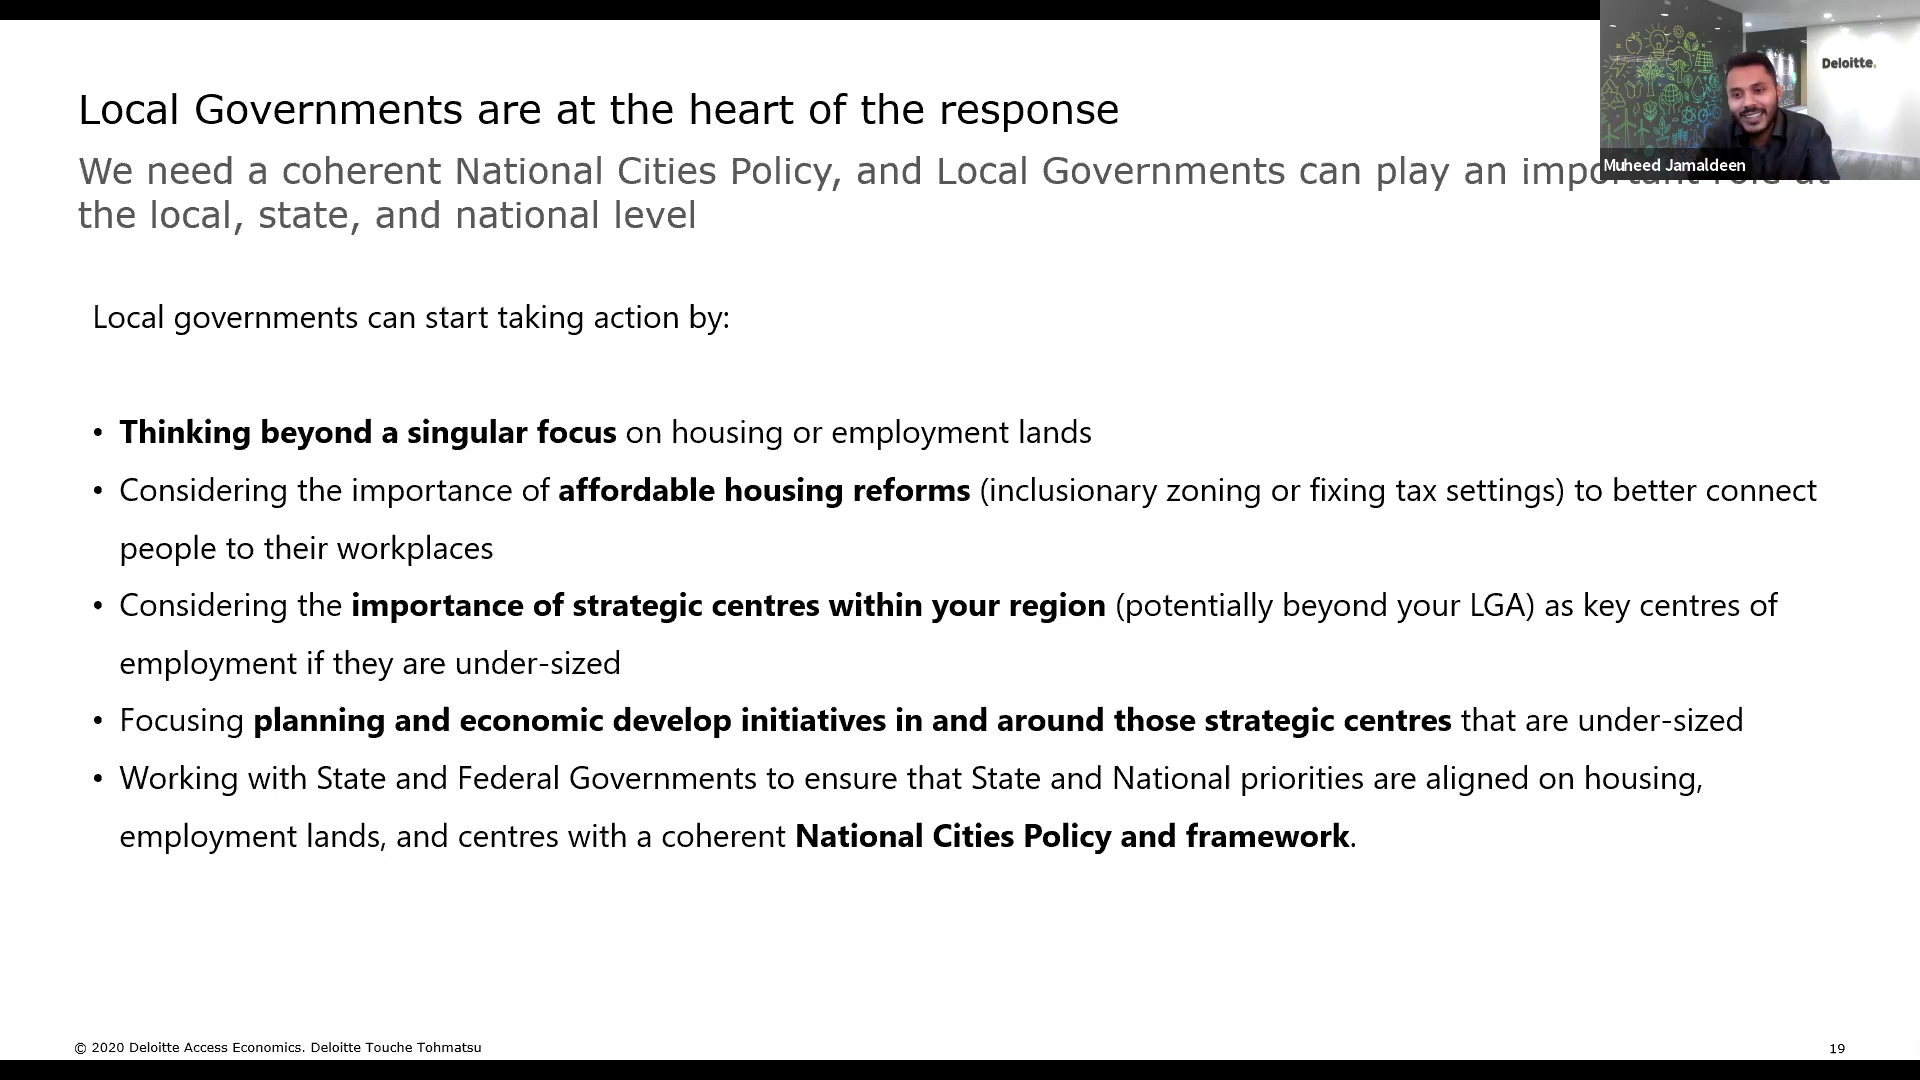 Local Governments are at the heart of the response
We need a coherent National Cities Policy, and Local Governments can play an important role at
the local, state, and national level
Deloitte.
Muheed Jamaldeen
Local governments can start taking action by:
• Thinking beyond a singular focus on housing or employment lands
• Considering the importance of affordable housing reforms (inclusionary zoning or fixing tax settings) to better connect
people to their workplaces
• Considering the importance of strategic centres within your region (potentially beyond your LGA) as key centres of
employment if they are under-sized
• Focusing planning and economic develop initiatives in and around those strategic centres that are under-sized
• Working with State and Federal Governments to ensure that State and National priorities are aligned on housing,
employment lands, and centres with a coherent National Cities Policy and framework.
© 2020 Deloitte Access Economics. Deloitte Touche Tohmatsu
19